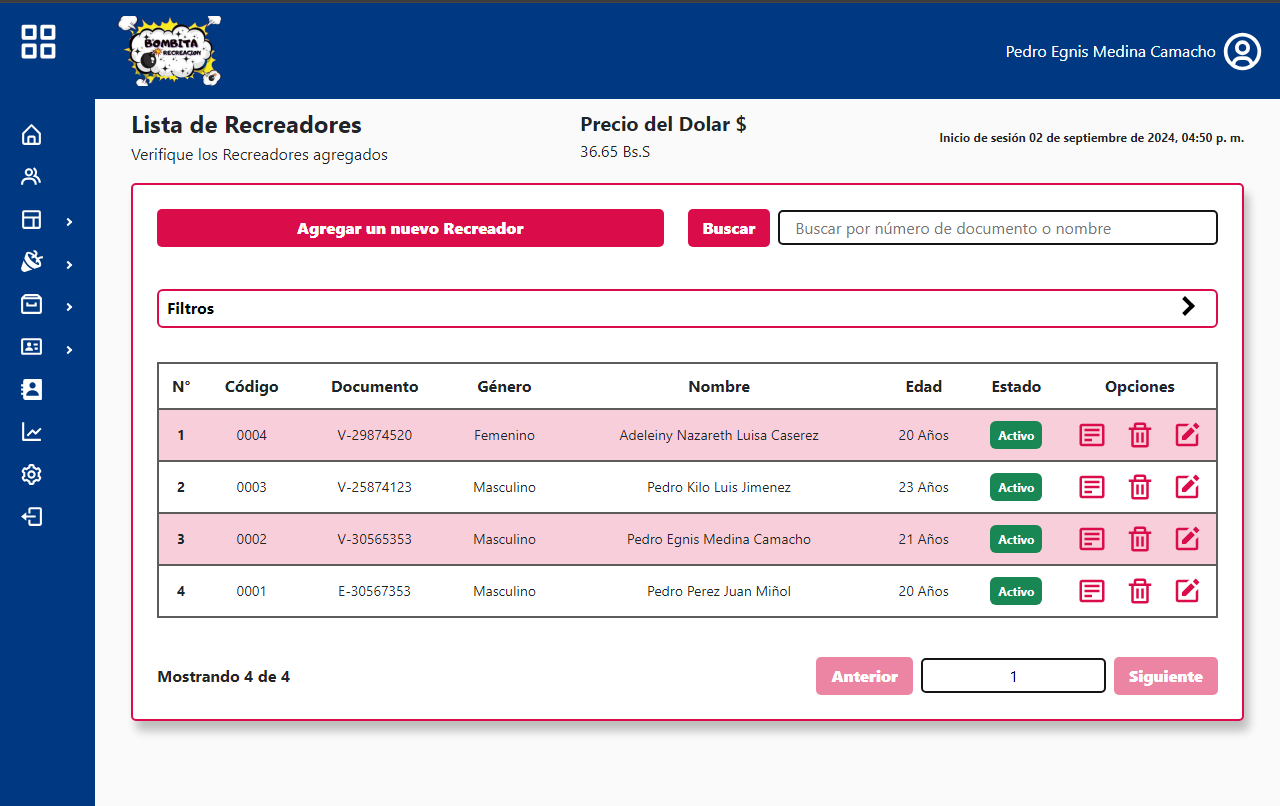 BOMBITA
RECREACION
Pedro Egnis Medina Camacho
Lista de Recreadores
Verifique los Recreadores agregados
Precio del Dolar $
36.65 Bs.S
Inicio de sesión 02 de septiembre de 2024, 04:50 p. m.
Agregar un nuevo Recreador
Buscar
Buscar por número de documento o nombre
Filtros
N° Código Documento Género Nombre Edad Estado Opciones
1 0004 V-29874520 Femenino Adeleiny Nazareth Luisa Caserez 20 Años Activo
2 0003 V-25874123 Masculino Pedro Kilo Luis Jimenez 23 Años Activo
3 0002 V-30565353 Masculino Pedro Egnis Medina Camacho 21 Años Activo
4 0001 E-30567353 Masculino Pedro Perez Juan Miñol 20 Años Activo
Mostrando 4 de 4
Anterior 1 Siguiente